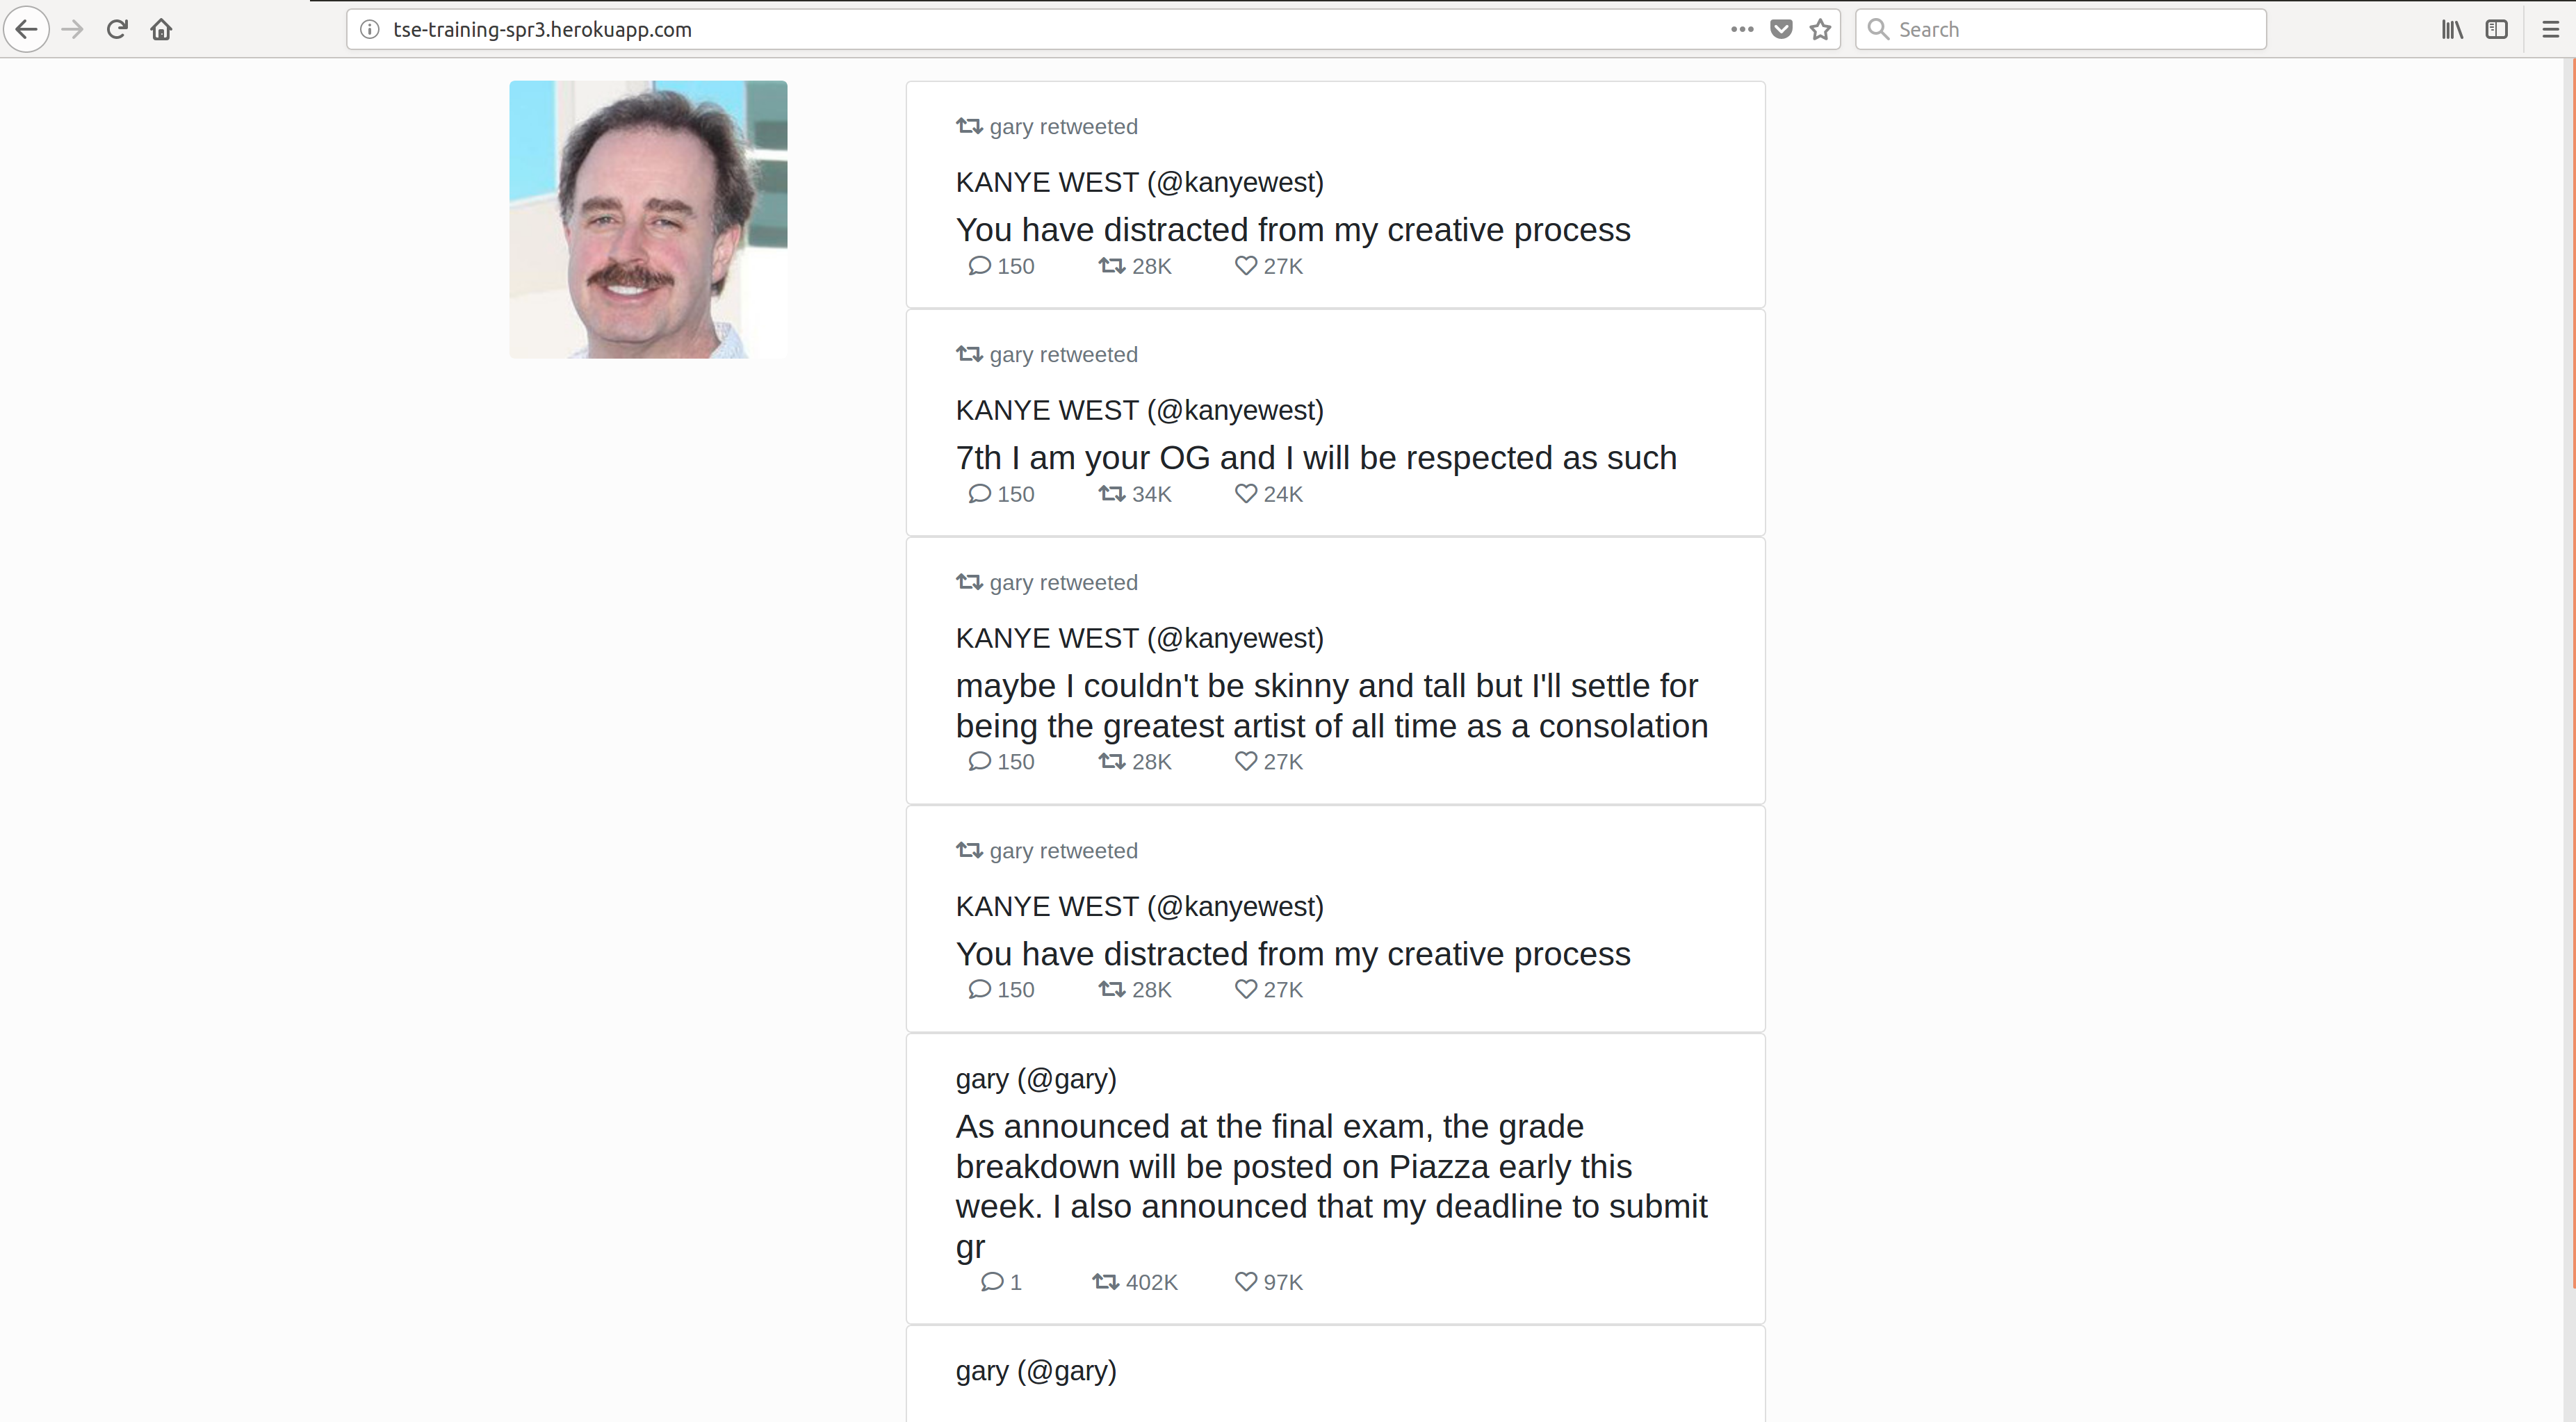 tse-training-spr3.herokuapp.com
Search
gary retweeted
KANYE WEST (@kanyewest)
You have distracted from my creative process
150 28K 27K
gary retweeted
KANYE WEST (@kanyewest)
7th I am your OG and I will be respected as such
150 34K 24K
gary retweeted
KANYE WEST (@kanyewest)
maybe I couldn't be skinny and tall but I'll settle for
being the greatest artist of all time as a consolation
150 28K 27K
gary retweeted
KANYE WEST (@kanyewest)
You have distracted from my creative process
150 28K 27K
gary (@gary)
As announced at the final exam, the grade
breakdown will be posted on Piazza early this
week. I also announced that my deadline to submit
gr
1 402K 97K
gary (@gary)